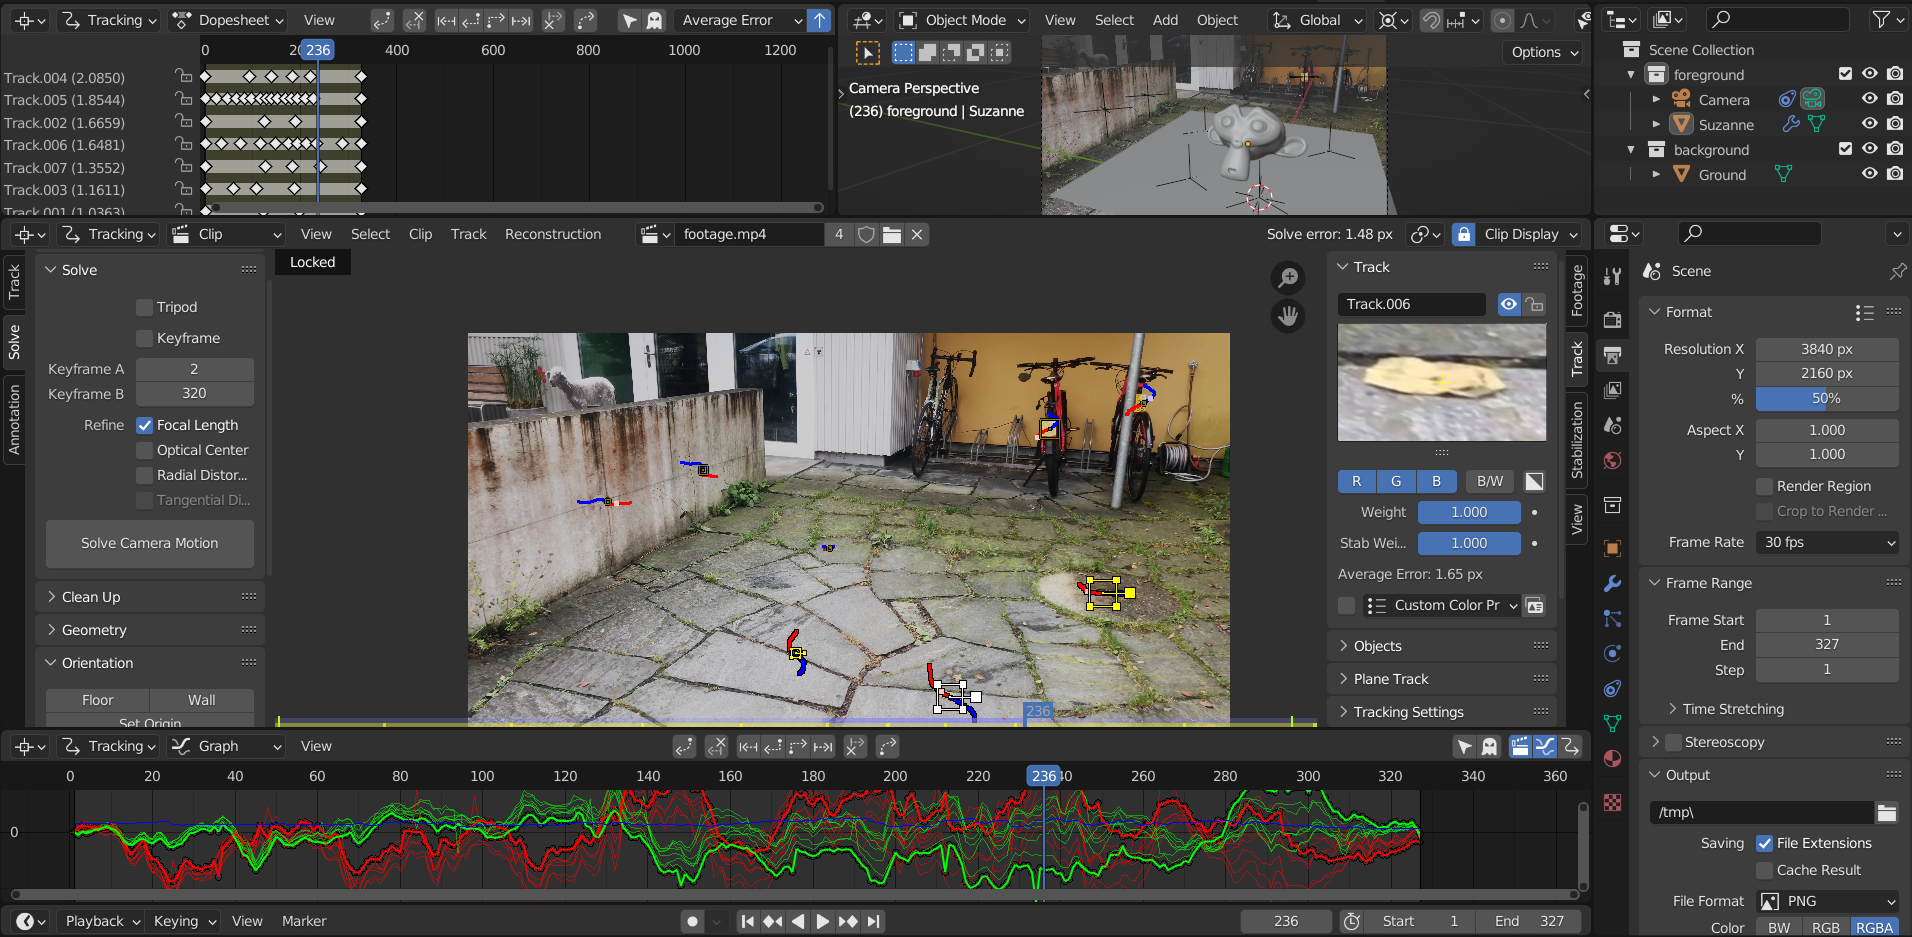 Tracking Dopesheet View Average Error
0 20 236 400 600 800 1000 1200
Track.004 (2.0850)
Track.005 (1.8544)
Track.002 (1.6659)
Track.006 (1.6481)
Track.007 (1.3552)
Track.003 (1.1611)
Track.001 (1.0363)
Object Mode View Select Add Object Global
Options
Camera Perspective
(236) foreground | Suzanne
Scene Collection
foreground
Camera
Suzanne
background
Ground
Tracking Clip View Select Clip Track Reconstruction footage.mp4 4 Solve error: 1.48 px Clip Display
Locked
Track
Solve
Annotation
Solve
Tripod
Keyframe
Keyframe A 2
Keyframe B 320
Refine Focal Length
Optical Center
Radial Distor...
Tangential Di...
Solve Camera Motion
Clean Up
Geometry
Orientation
Floor Wall
Set Origin
236
Track
Track.006
R G B B/W
Weight 1.000
Stab Wei... 1.000
Average Error: 1.65 px
Custom Color Pr
Objects
Plane Track
Tracking Settings
Footage
Track
Stabilization
View
Scene
Format
Resolution X 3840 px
Y 2160 px
% 50%
Aspect X 1.000
Y 1.000
Render Region
Crop to Render ...
Frame Rate 30 fps
Frame Range
Frame Start 1
End 327
Step 1
Time Stretching
Stereoscopy
Output
/tmp\
Saving File Extensions
Cache Result
File Format PNG
Color BW RGB RGBA
Tracking Graph View
0 20 40 60 80 100 120 140 160 180 200 220 236 40 260 280 300 320 340 360
0
Playback Keying View Marker 236 Start 1 End 327